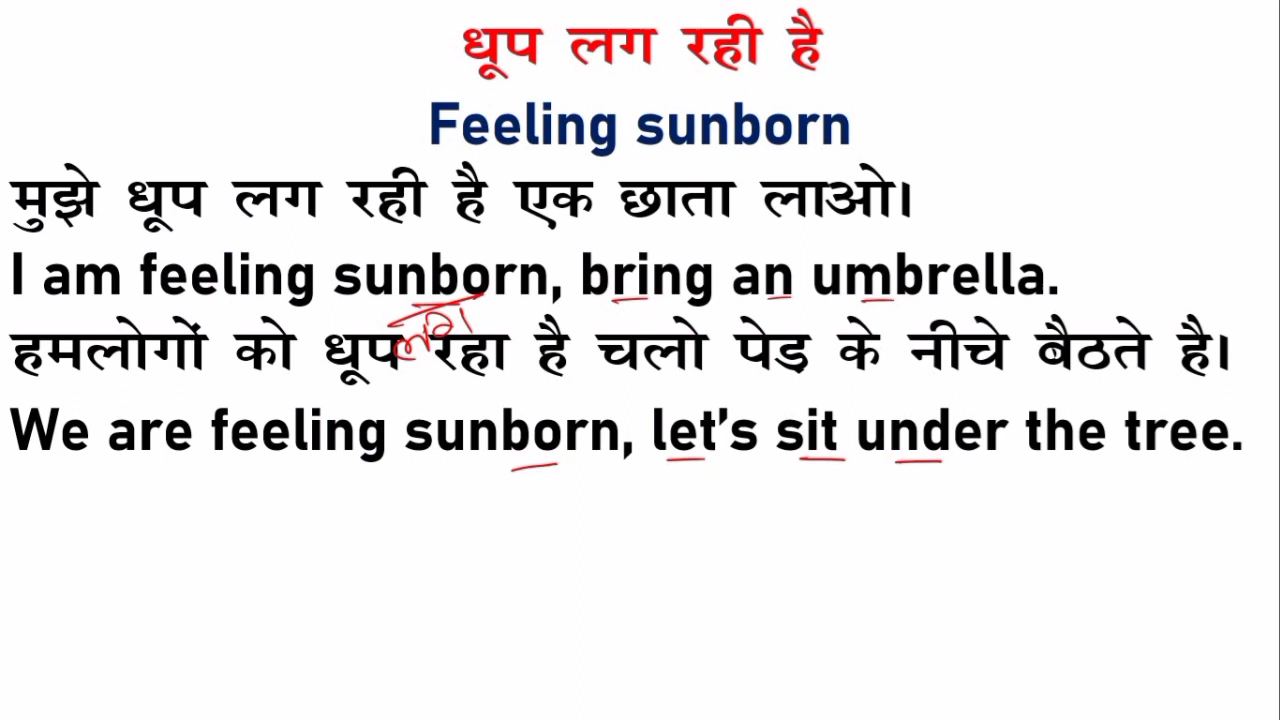 धूप लग रही है
Feeling sunborn
मुझे धूप लग रही है एक छाता लाओ।
I am feeling sunborn, bring an umbrella.
हमलोगों को धूप लग रहा है चलो पेड़ के नीचे बैठते है।
We are feeling sunborn, let's sit under the tree.